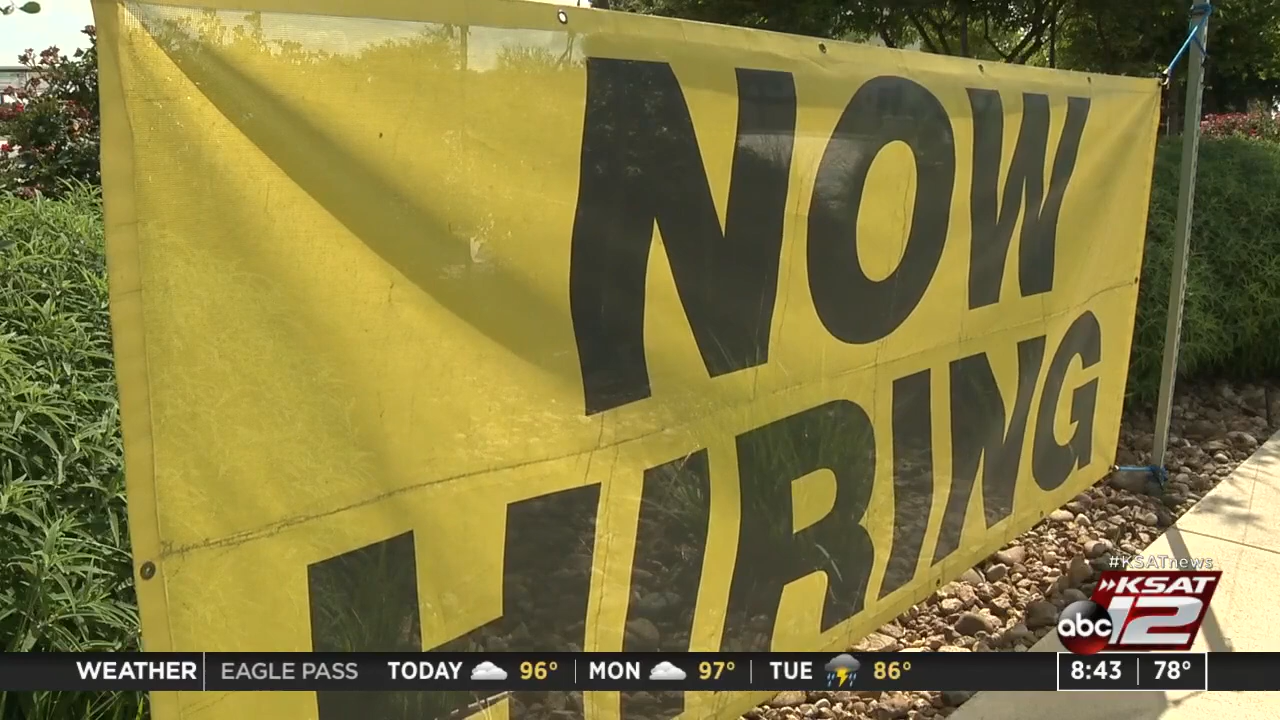 NOW
HIRING
#KSATnews
KSAT
abc 12
WEATHER EAGLE PASS TODAY 96° MON 97° TUE 86° 8:43 78°